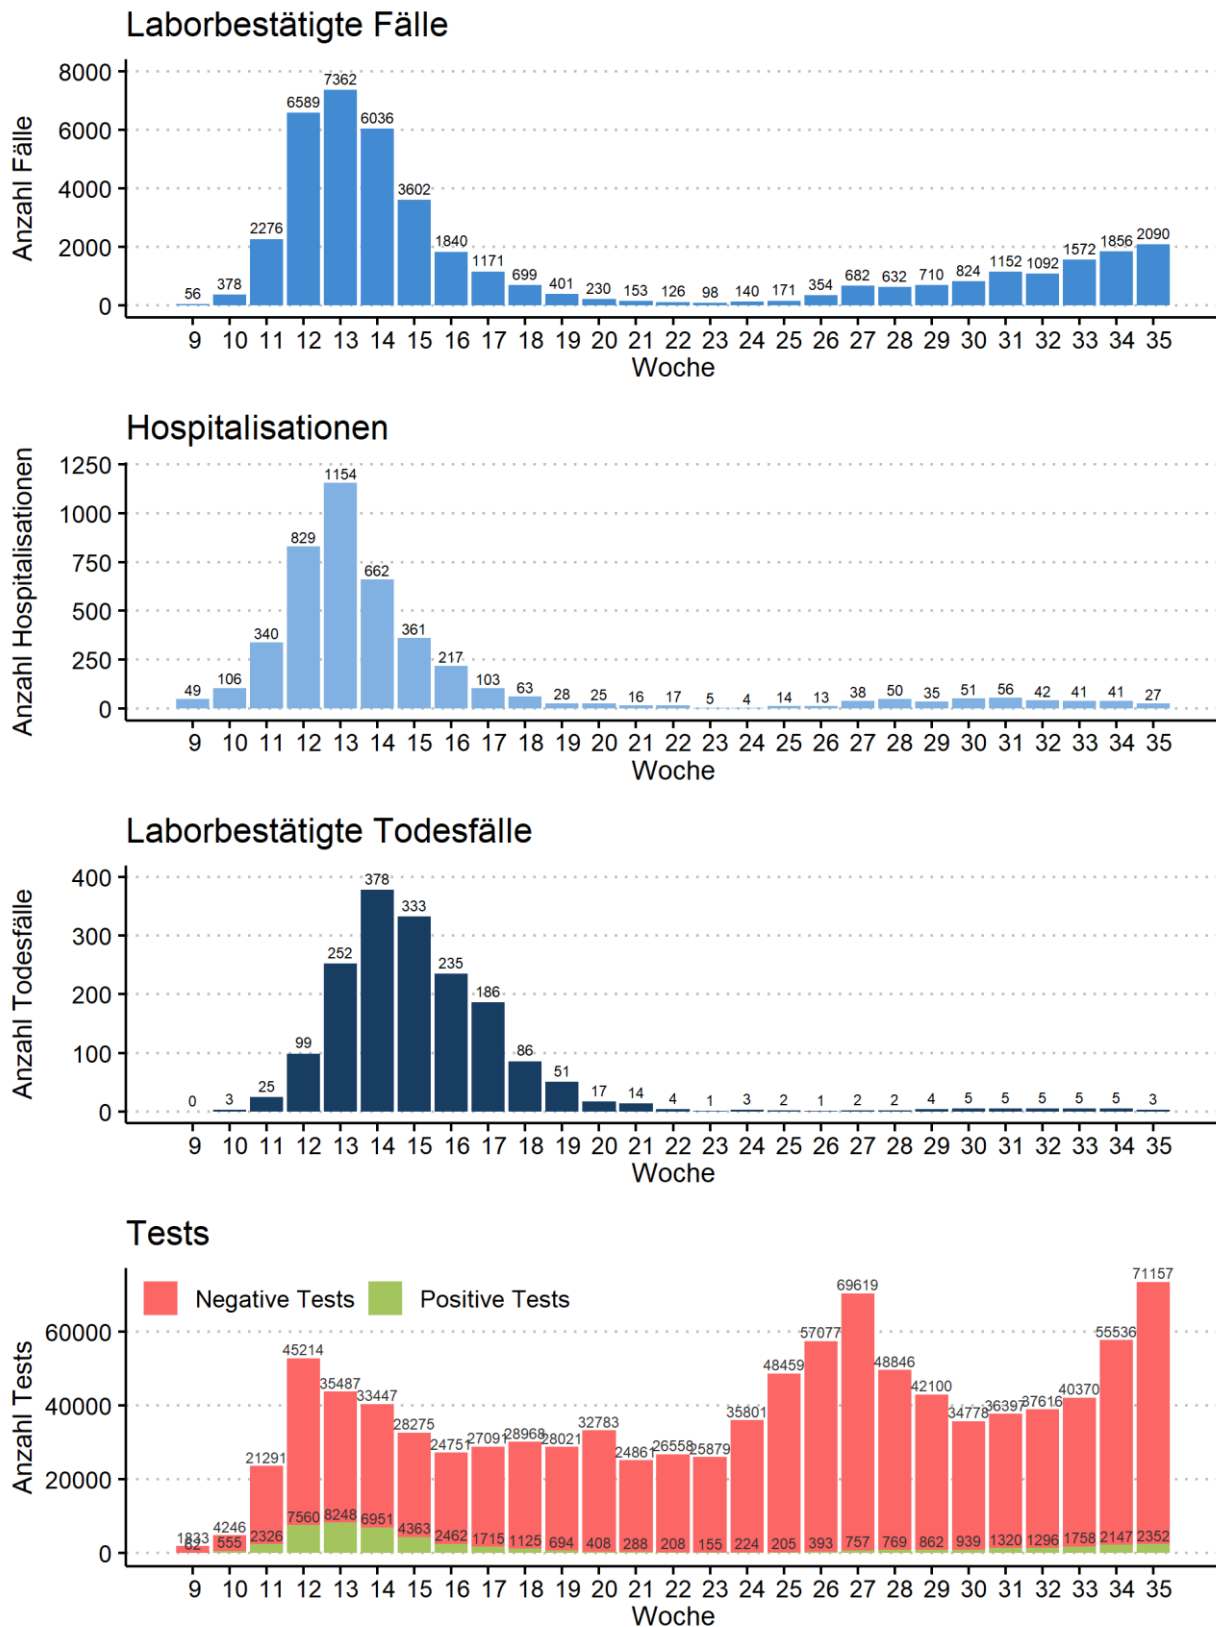 Laborbestätigte Fälle
Anzahl Fälle
8000
6000
4000
2000
0
56 378 2276 6589 7362 6036 3602 1840 1171 699 401 230 153 126 98 140 171 354 682 632 710 824 1152 1092 1572 1856 2090
9 10 11 12 13 14 15 16 17 18 19 20 21 22 23 24 25 26 27 28 29 30 31 32 33 34 35
Woche
Hospitalisationen
Anzahl Hospitalisationen
1250
1000
750
500
250
0
49 106 340 829 1154 662 361 217 103 63 28 25 16 17 5 4 14 13 38 50 35 51 56 42 41 41 27
9 10 11 12 13 14 15 16 17 18 19 20 21 22 23 24 25 26 27 28 29 30 31 32 33 34 35
Woche
Laborbestätigte Todesfälle
Anzahl Todesfälle
400
300
200
100
0
0 3 25 99 252 378 333 235 186 86 51 17 14 4 1 3 2 1 2 2 4 5 5 5 5 5 3
9 10 11 12 13 14 15 16 17 18 19 20 21 22 23 24 25 26 27 28 29 30 31 32 33 34 35
Woche
Tests
Negative Tests Positive Tests
Anzahl Tests
60000
40000
20000
0
1833 4246 21291 45214 35487 33447 28275 24751 27091 28968 28021 32783 24861 26558 25879 35801 48459 57077 69619 48846 42100 34778 36397 37616 40370 55536 71157
62 555 2326 7560 8248 6951 4363 2462 1715 1125 694 408 288 208 155 224 205 393 757 769 862 939 1320 1296 1758 2147 2352
9 10 11 12 13 14 15 16 17 18 19 20 21 22 23 24 25 26 27 28 29 30 31 32 33 34 35
Woche